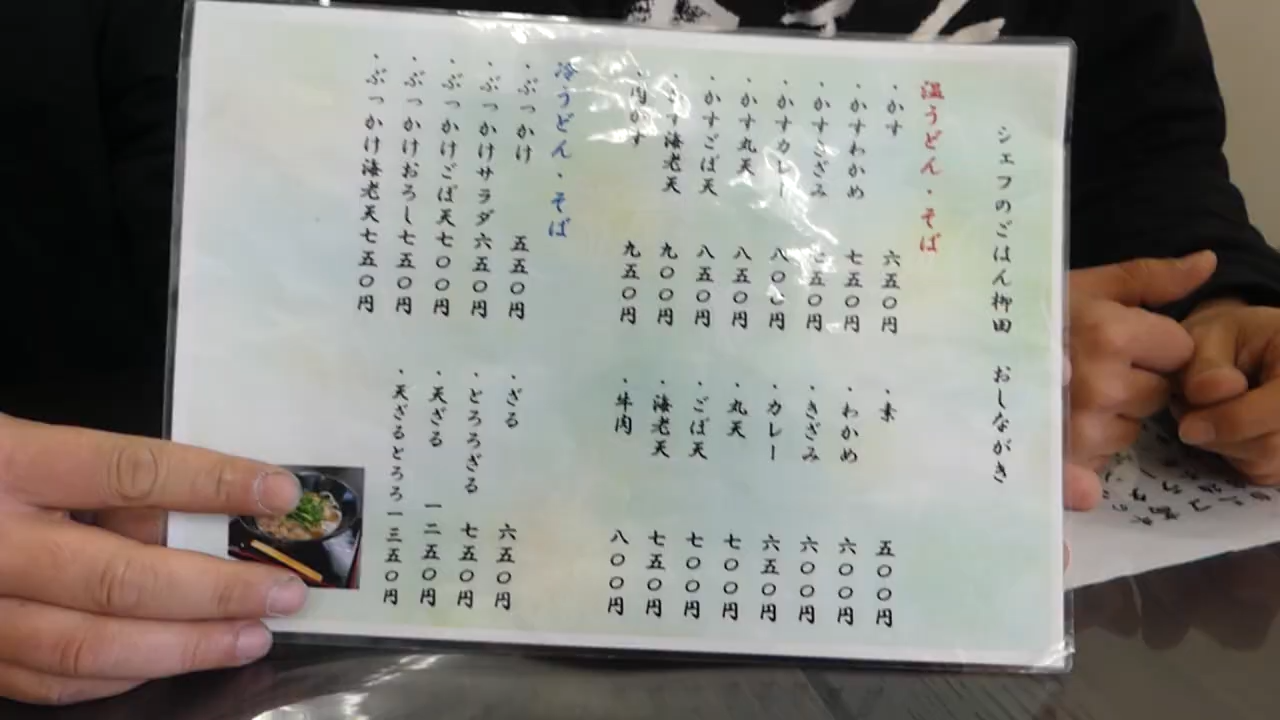 シェフのごはん柳田　おしながき
温うどん・そば
・かす　六五〇円
・かすわかめ　七五〇円
・かすきざみ　七五〇円
・かすカレー　八〇〇円
・かす丸天　八五〇円
・かすごぼ天　八五〇円
・かす海老天　九〇〇円
・肉かす　九五〇円
・素　五〇〇円
・わかめ　六〇〇円
・きざみ　六〇〇円
・カレー　六五〇円
・丸天　七〇〇円
・ごぼ天　七〇〇円
・海老天　七五〇円
・牛肉　八〇〇円
冷うどん・そば
・ぶっかけ　五五〇円
・ぶっかけサラダ六五〇円
・ぶっかけごぼ天七〇〇円
・ぶっかけおろし七五〇円
・ぶっかけ海老天七五〇円
・ざる　六五〇円
・とろろざる　七五〇円
・天ざる　一二五〇円
・天ざるとろろ一三五〇円